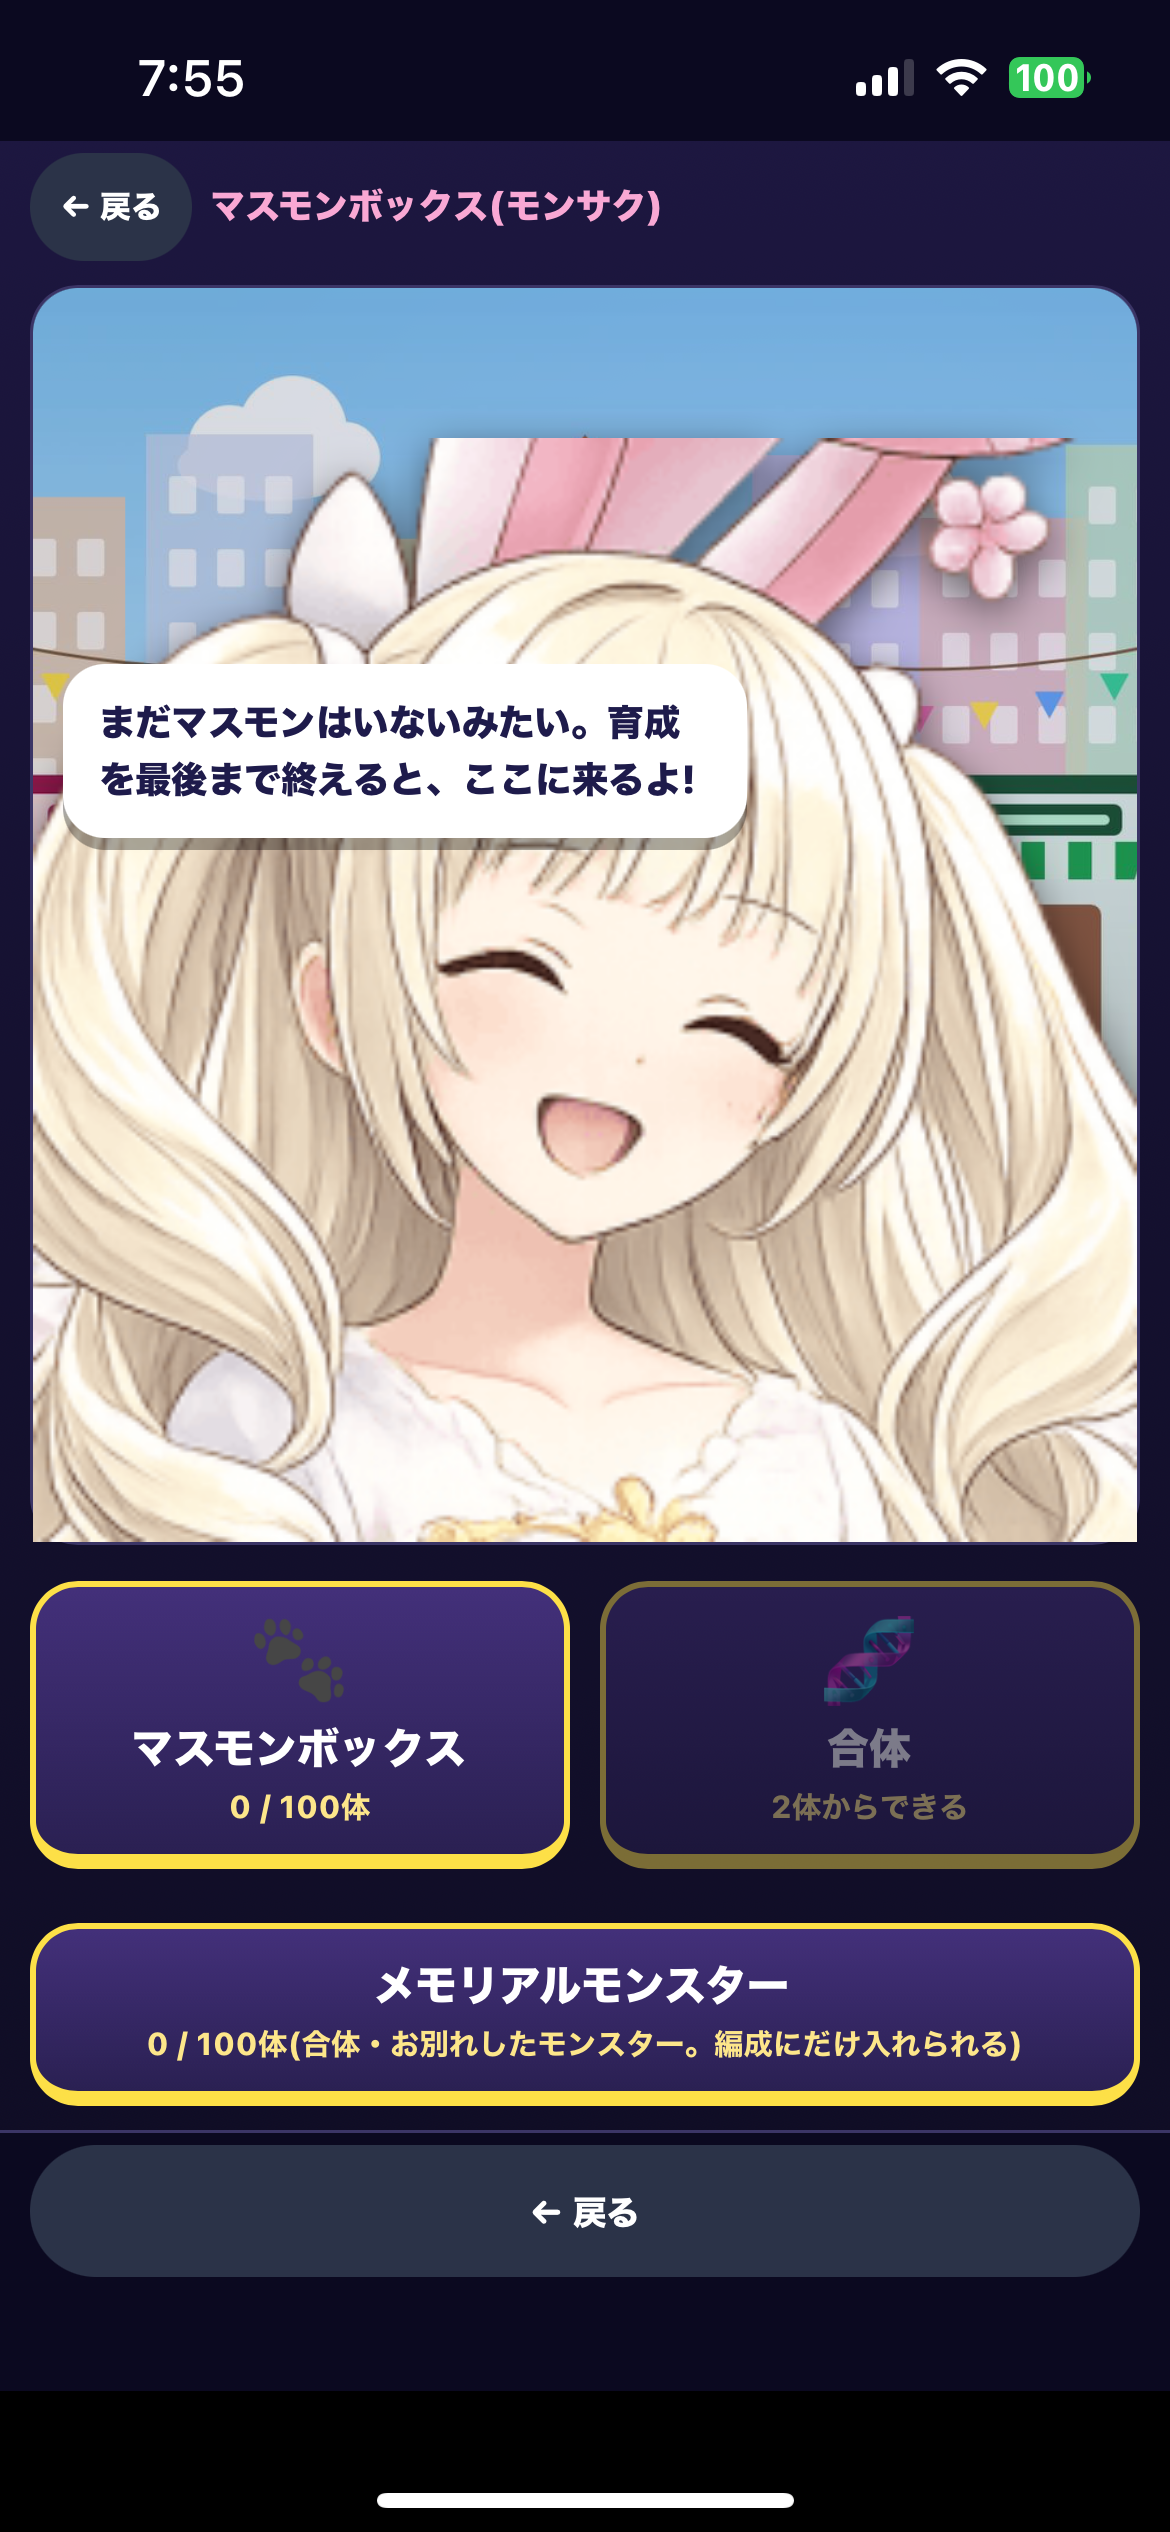 7:55
100
← 戻る
マスモンボックス(モンサク)
まだマスモンはいないみたい。育成
を最後まで終えると、ここに来るよ!
マスモンボックス
0 / 100体
合体
2体からできる
メモリアルモンスター
0 / 100体(合体・お別れしたモンスター。編成にだけ入れられる)
← 戻る